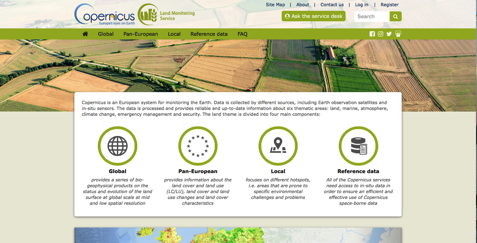 Site Map | About | Contact us | Log in | Register
Copernicus
Europe's eyes on Earth
Land Monitoring
Service
Ask the service desk
Search
Global Pan-European Local Reference data FAQ
Copernicus is an European system for monitoring the Earth. Data is collected by different sources, including Earth observation satellites and
in-situ sensors. The data is processed and provides reliable and up-to-date information about six thematic areas: land, marine, atmosphere,
climate change, emergency management and security. The land theme is divided into four main components:
Global
provides a series of bio-
geophysical products on the
status and evolution of the land
surface at global scale at mid
and low spatial resolution
Pan-European
provides information about the
land cover and land use
(LC/LU), land cover and land
use changes and land cover
characteristics
Local
focuses on different hotspots,
i.e. areas that are prone to
specific environmental
challenges and problems
Reference data
All of the Copernicus services
need access to in-situ data in
order to ensure an efficient and
effective use of Copernicus
space-borne data